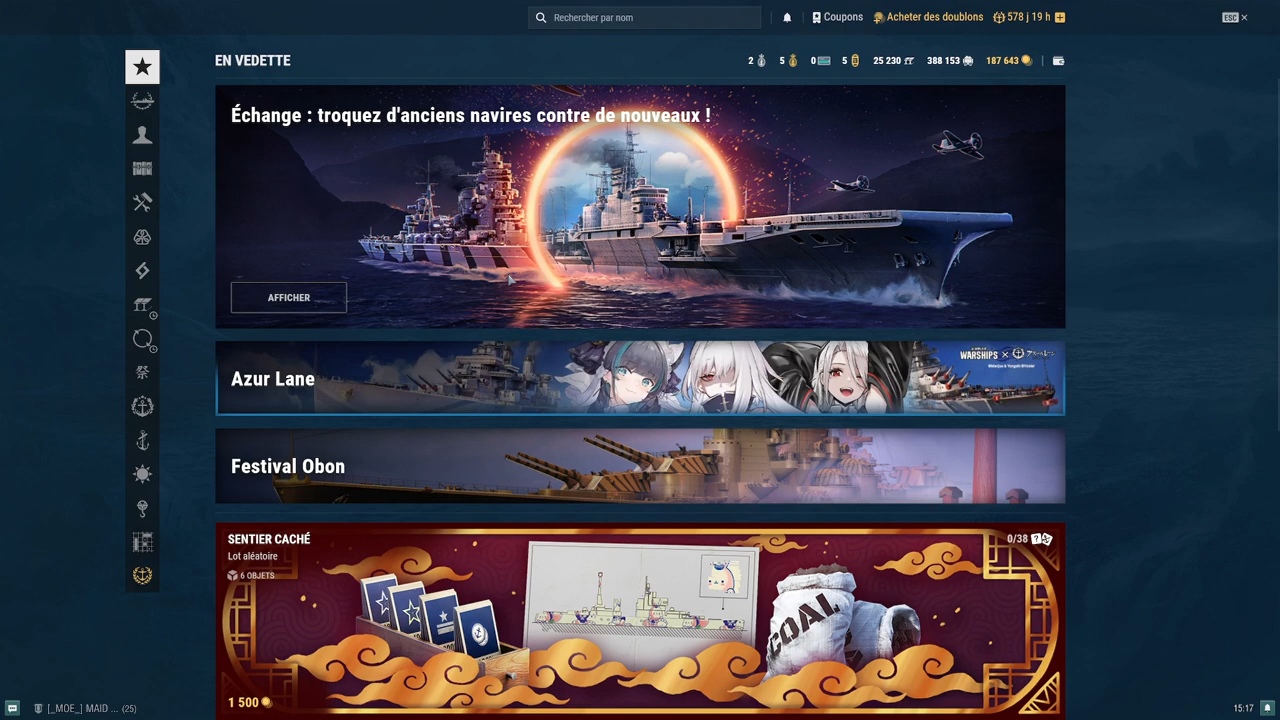 Rechercher par nom
Coupons
Acheter des doublons
578 j 19 h
ESC
EN VEDETTE
2
5
0
5
25 230
388 153
187 643
Échange : troquez d'anciens navires contre de nouveaux !
AFFICHER
Azur Lane
WARSHIPS
Festival Obon
SENTIER CACHÉ
Lot aléatoire
6 OBJETS
0/38
COAL
1 500
[_MOE_] MAID ... (25)
15:17